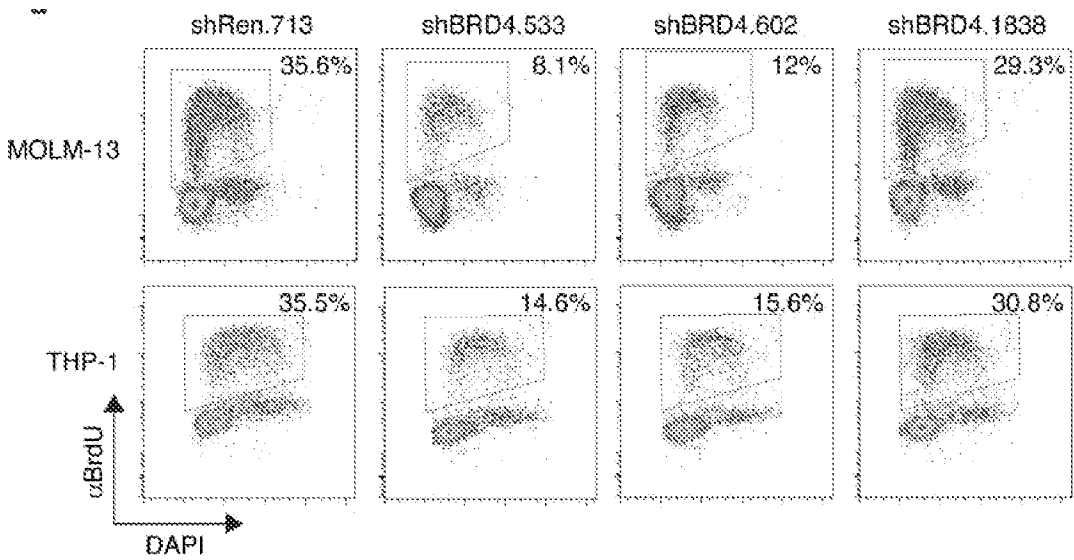 shRen.713 shBRD4.533 shBRD4.602 shBRD4.1838
35.6% 8.1% 12% 29.3%
MOLM-13
35.5% 14.6% 15.6% 30.8%
THP-1
αBrdU
DAPI